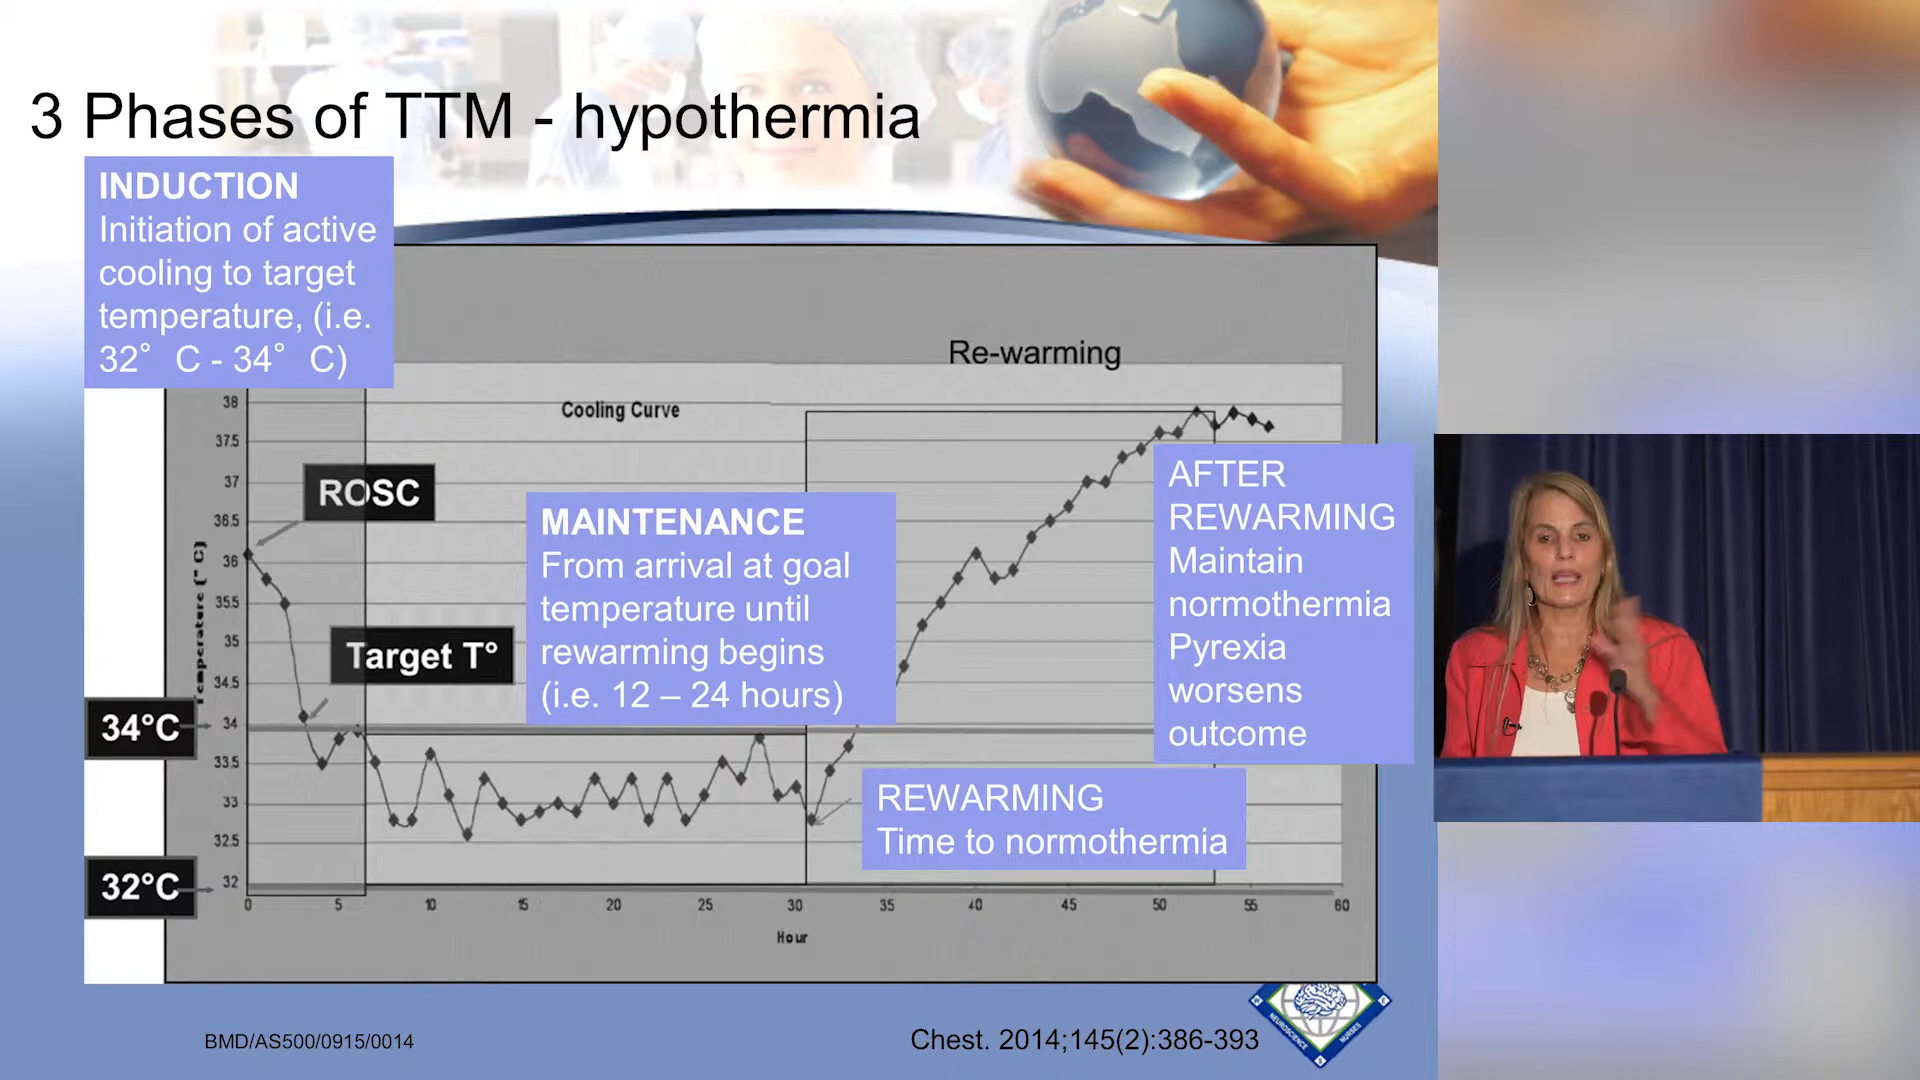 3 Phases of TTM - hypothermia
INDUCTION
Initiation of active
cooling to target
temperature, (i.e.
32° C - 34° C)
Re-warming
Cooling Curve
38
37.5
37
36.5
36
35.5
35
34.5
34
33.5
33
32.5
32
Temperature (° C)
ROSC
Target T°
34°C
32°C
MAINTENANCE
From arrival at goal
temperature until
rewarming begins
(i.e. 12 – 24 hours)
AFTER
REWARMING
Maintain
normothermia
Pyrexia
worsens
outcome
REWARMING
Time to normothermia
0 5 10 15 20 25 30 35 40 45 50 55 60
Hour
BMD/AS500/0915/0014
Chest. 2014;145(2):386-393
W E
NEUROSCIENCE NURSES
S